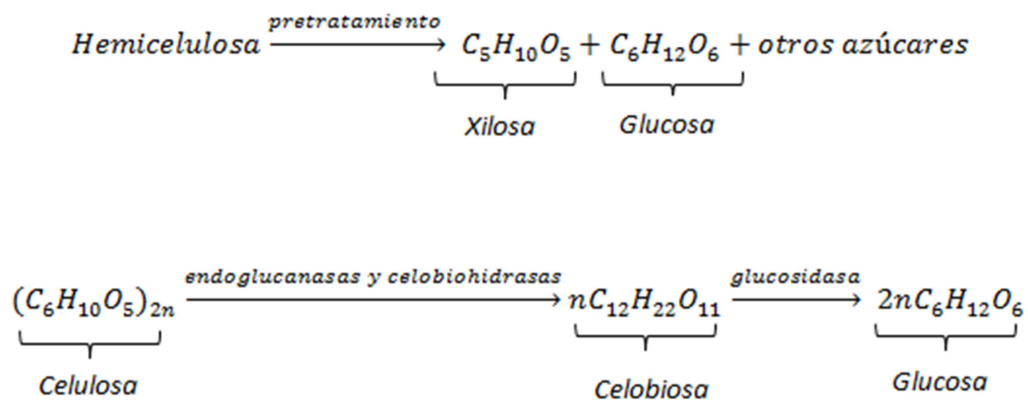 pretratamiento
Hemicelulosa ⟶ C₅H₁₀O₅ + C₆H₁₂O₆ + otros azúcares
Xilosa Glucosa
endoglucanasas y celobiohidrasas glucosidasa
(C₆H₁₀O₅)₂ₙ ⟶ nC₁₂H₂₂O₁₁ ⟶ 2nC₆H₁₂O₆
Celulosa Celobiosa Glucosa